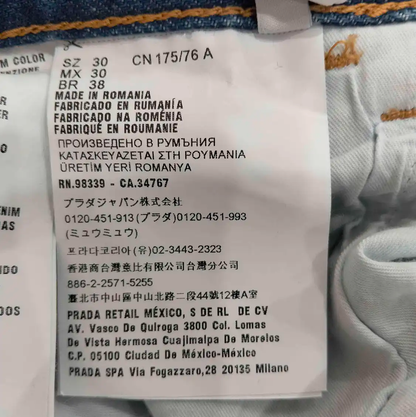 M COLOR
EZIONE
SZ 30 CN 175/76 A
MX 30
BR 38
MADE IN ROMANIA
FABRICADO EN RUMANÍA
FABRICADO NA ROMÉNIA
FABRIQUÉ EN ROUMANIE
ПРОИЗВЕДЕНО В РУМЪНИЯ
ΚΑΤΑΣΚΕΥΑΖΕΤΑΙ ΣΤΗ ΡΟΥΜΑΝΙΑ
ÜRETİM YERİ ROMANYA
RN.98339 - CA.34767
プラダジャパン株式会社
0120-451-913 (プラダ) 0120-451-993
(ミュウミュウ)
프라다코리아 (유) 02-3443-2323
香港商台灣普比有限公司台灣分公司
886-2-2571-5255
臺北市中山區中山北路二段44號12樓A室
PRADA RETAIL MÉXICO, S DE RL DE CV
AV. Vasco De Quiroga 3800 Col. Lomas
De Vista Hermosa Cuajimalpa De Morelos
C.P. 05100 Ciudad De México-México
PRADA SPA Via Fogazzaro,28 20135 Milano